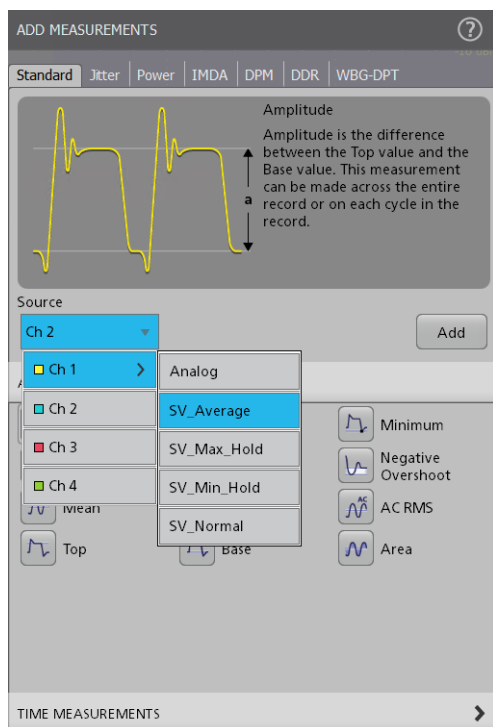 ADD MEASUREMENTS
?
Standard Jitter Power IMDA DPM DDR WBG-DPT
Amplitude
Amplitude is the difference
between the Top value and the
Base value. This measurement
can be made across the entire
a
record or on each cycle in the
record.
Source
Ch 2
Add
Ch 1
Analog
Ch 2
SV_Average
Minimum
Ch 3
SV_Max_Hold
Negative
Overshoot
Ch 4
SV_Min_Hold
Mean
AC RMS
SV_Normal
Top
Base
Area
TIME MEASUREMENTS